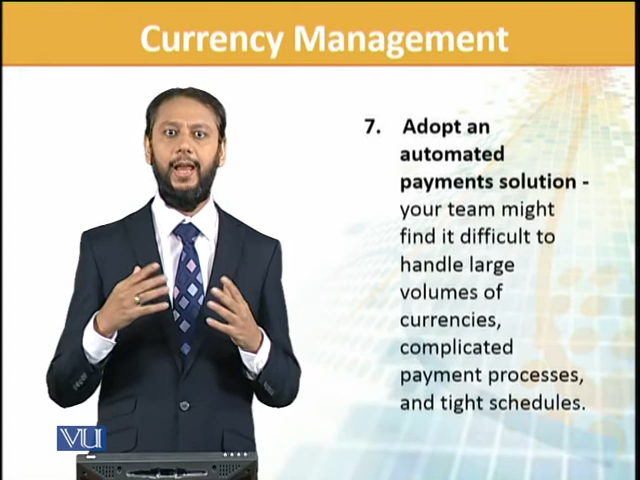 Currency Management
7. Adopt an
automated
payments solution -
your team might
find it difficult to
handle large
volumes of
currencies,
complicated
payment processes,
and tight schedules.
VU